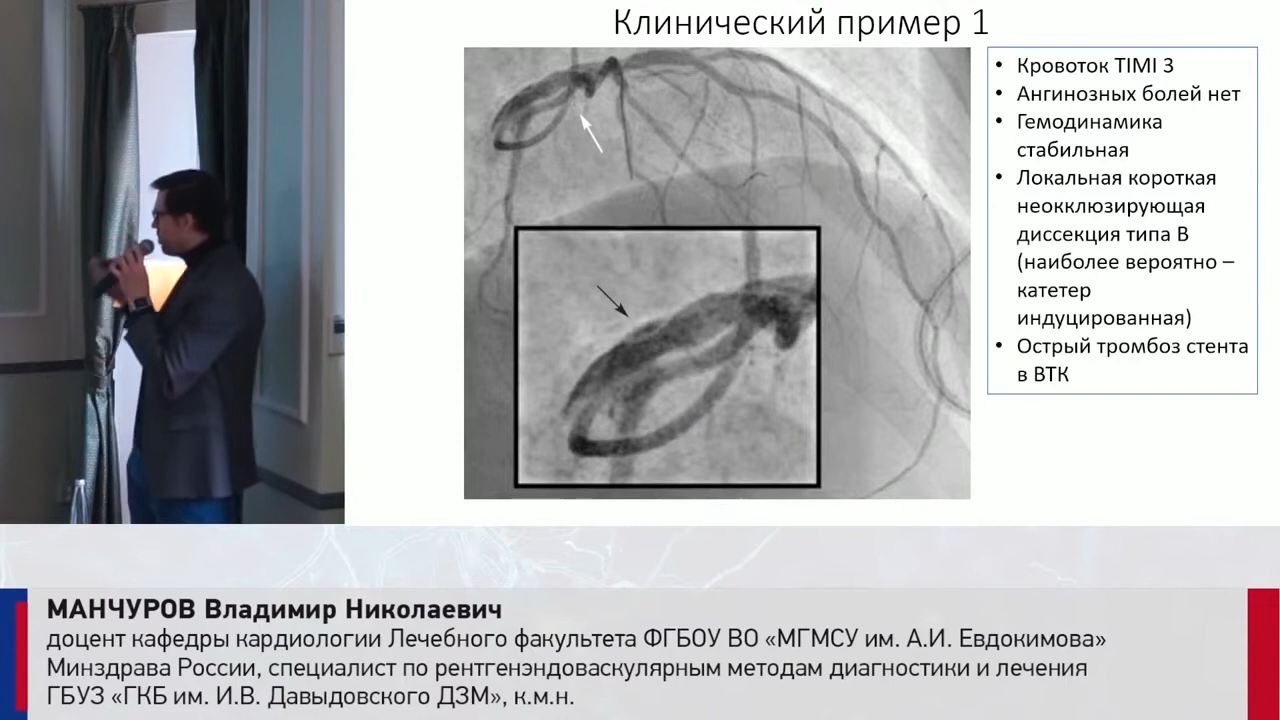 Клинический пример 1
• Кровоток TIMI 3
• Ангинозных болей нет
• Гемодинамика
стабильная
• Локальная короткая
неокклюзирующая
диссекция типа В
(наиболее вероятно –
катетер
индуцированная)
• Острый тромбоз стента
в ВТК
МАНЧУРОВ Владимир Николаевич
доцент кафедры кардиологии Лечебного факультета ФГБОУ ВО «МГМСУ им. А.И. Евдокимова»
Минздрава России, специалист по рентгенэндоваскулярным методам диагностики и лечения
ГБУЗ «ГКБ им. И.В. Давыдовского ДЗМ», к.м.н.